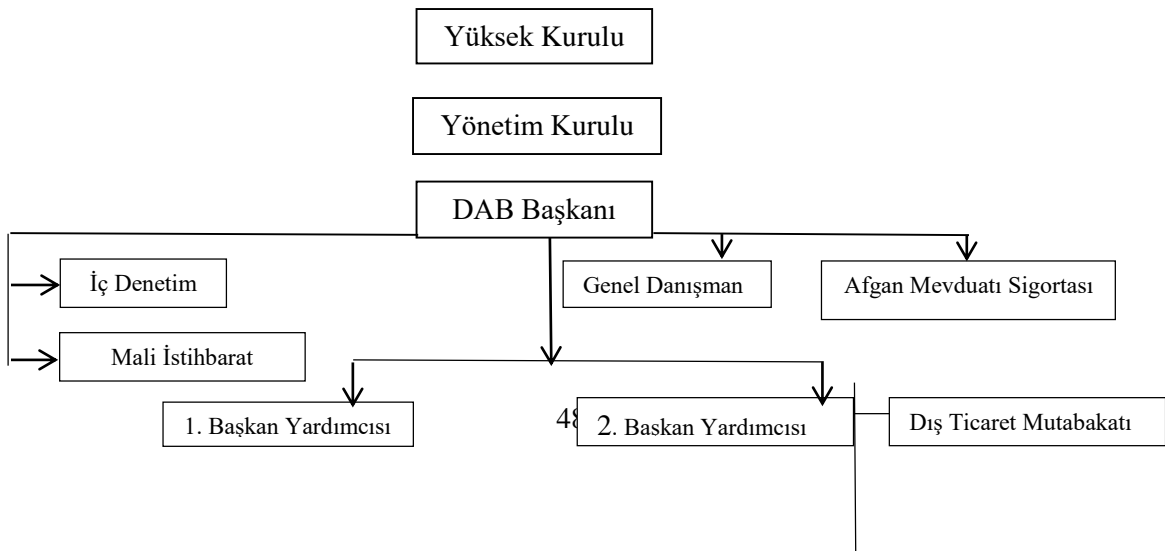 Yüksek Kurulu
Yönetim Kurulu
DAB Başkanı
İç Denetim
Genel Danışman
Afgan Mevduatı Sigortası
Mali İstihbarat
1. Başkan Yardımcısı
48
2. Baskan Yardımcısı
Dış Ticaret Mutabakatı